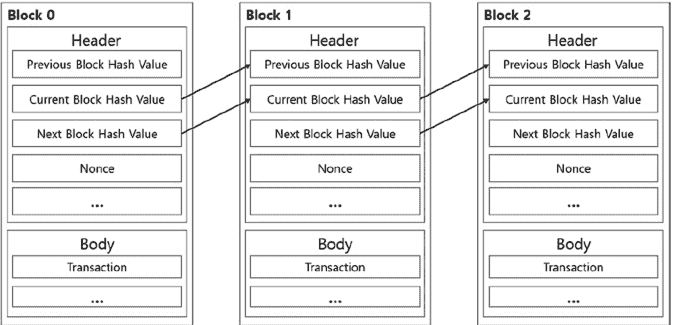 Block 0
Header
Previous Block Hash Value
Current Block Hash Value
Next Block Hash Value
Nonce
...
Body
Transaction
...
Block 1
Header
Previous Block Hash Value
Current Block Hash Value
Next Block Hash Value
Nonce
...
Body
Transaction
...
Block 2
Header
Previous Block Hash Value
Current Block Hash Value
Next Block Hash Value
Nonce
...
Body
Transaction
...